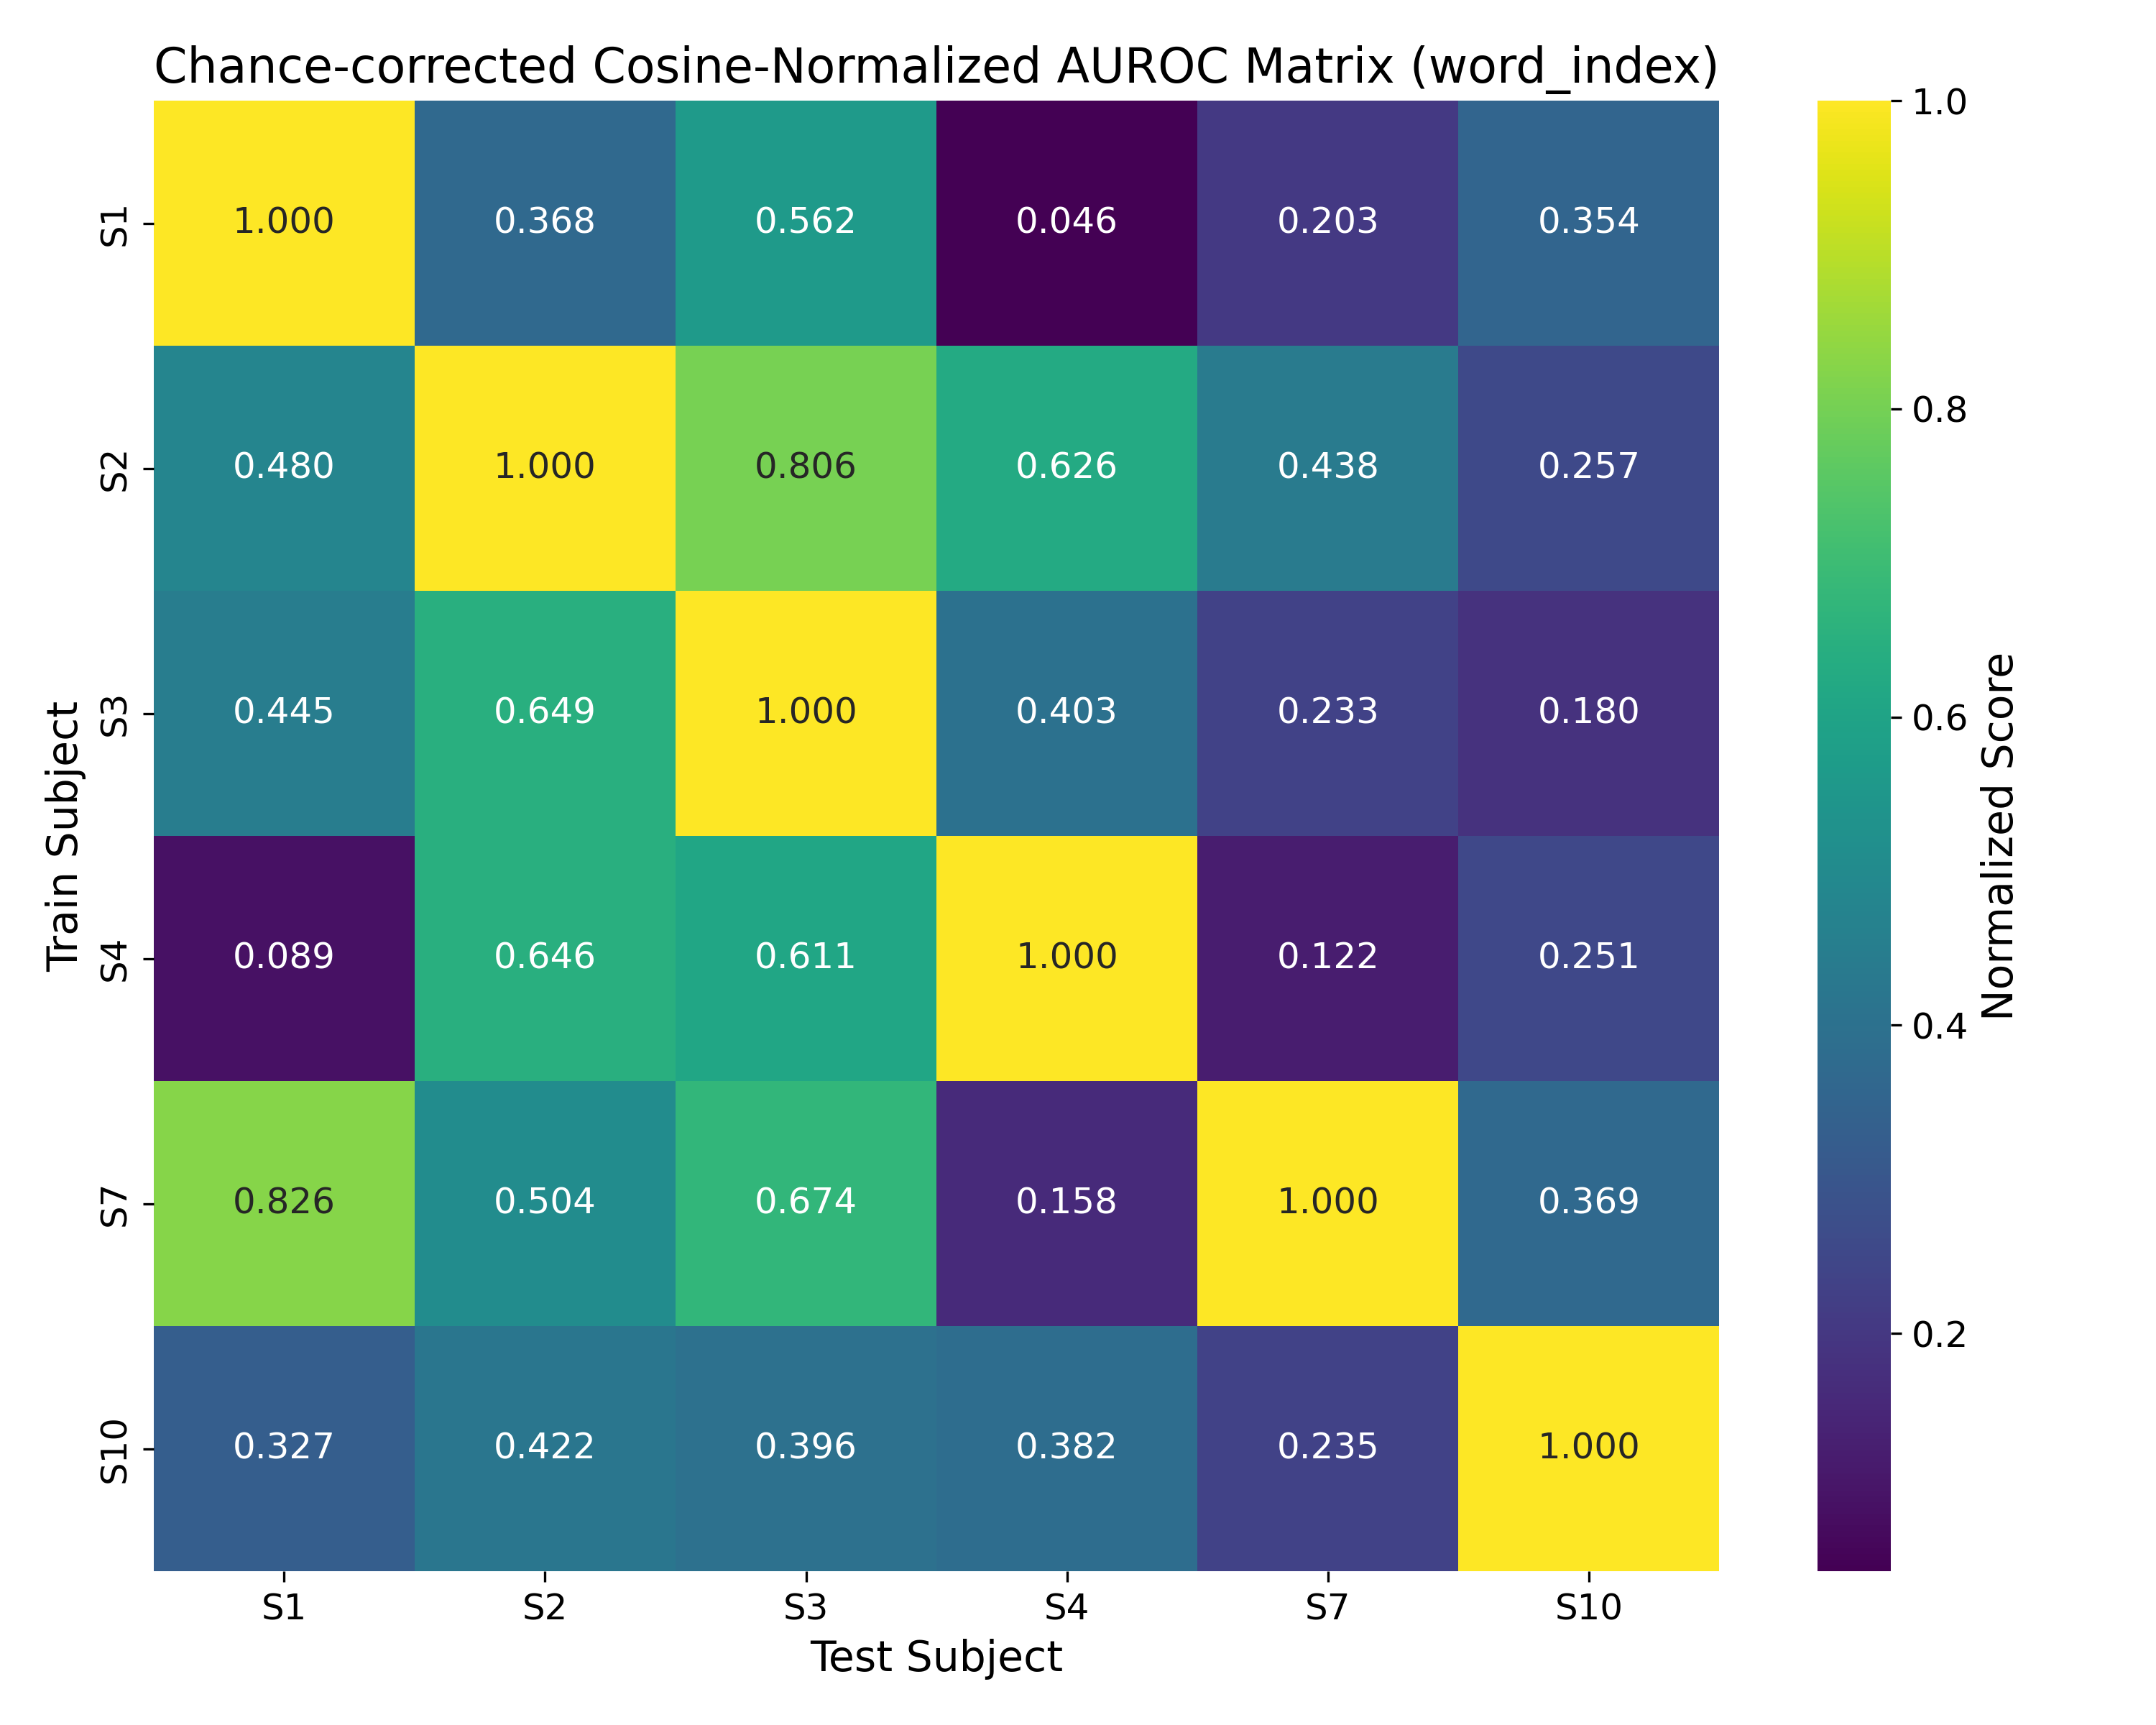 Chance-corrected Cosine-Normalized AUROC Matrix (word_index)
Train Subject
S1 1.000 0.368 0.562 0.046 0.203 0.354
S2 0.480 1.000 0.806 0.626 0.438 0.257
S3 0.445 0.649 1.000 0.403 0.233 0.180
S4 0.089 0.646 0.611 1.000 0.122 0.251
S7 0.826 0.504 0.674 0.158 1.000 0.369
S10 0.327 0.422 0.396 0.382 0.235 1.000
S1 S2 S3 S4 S7 S10
Test Subject
1.0
0.8
0.6
0.4
0.2
Normalized Score